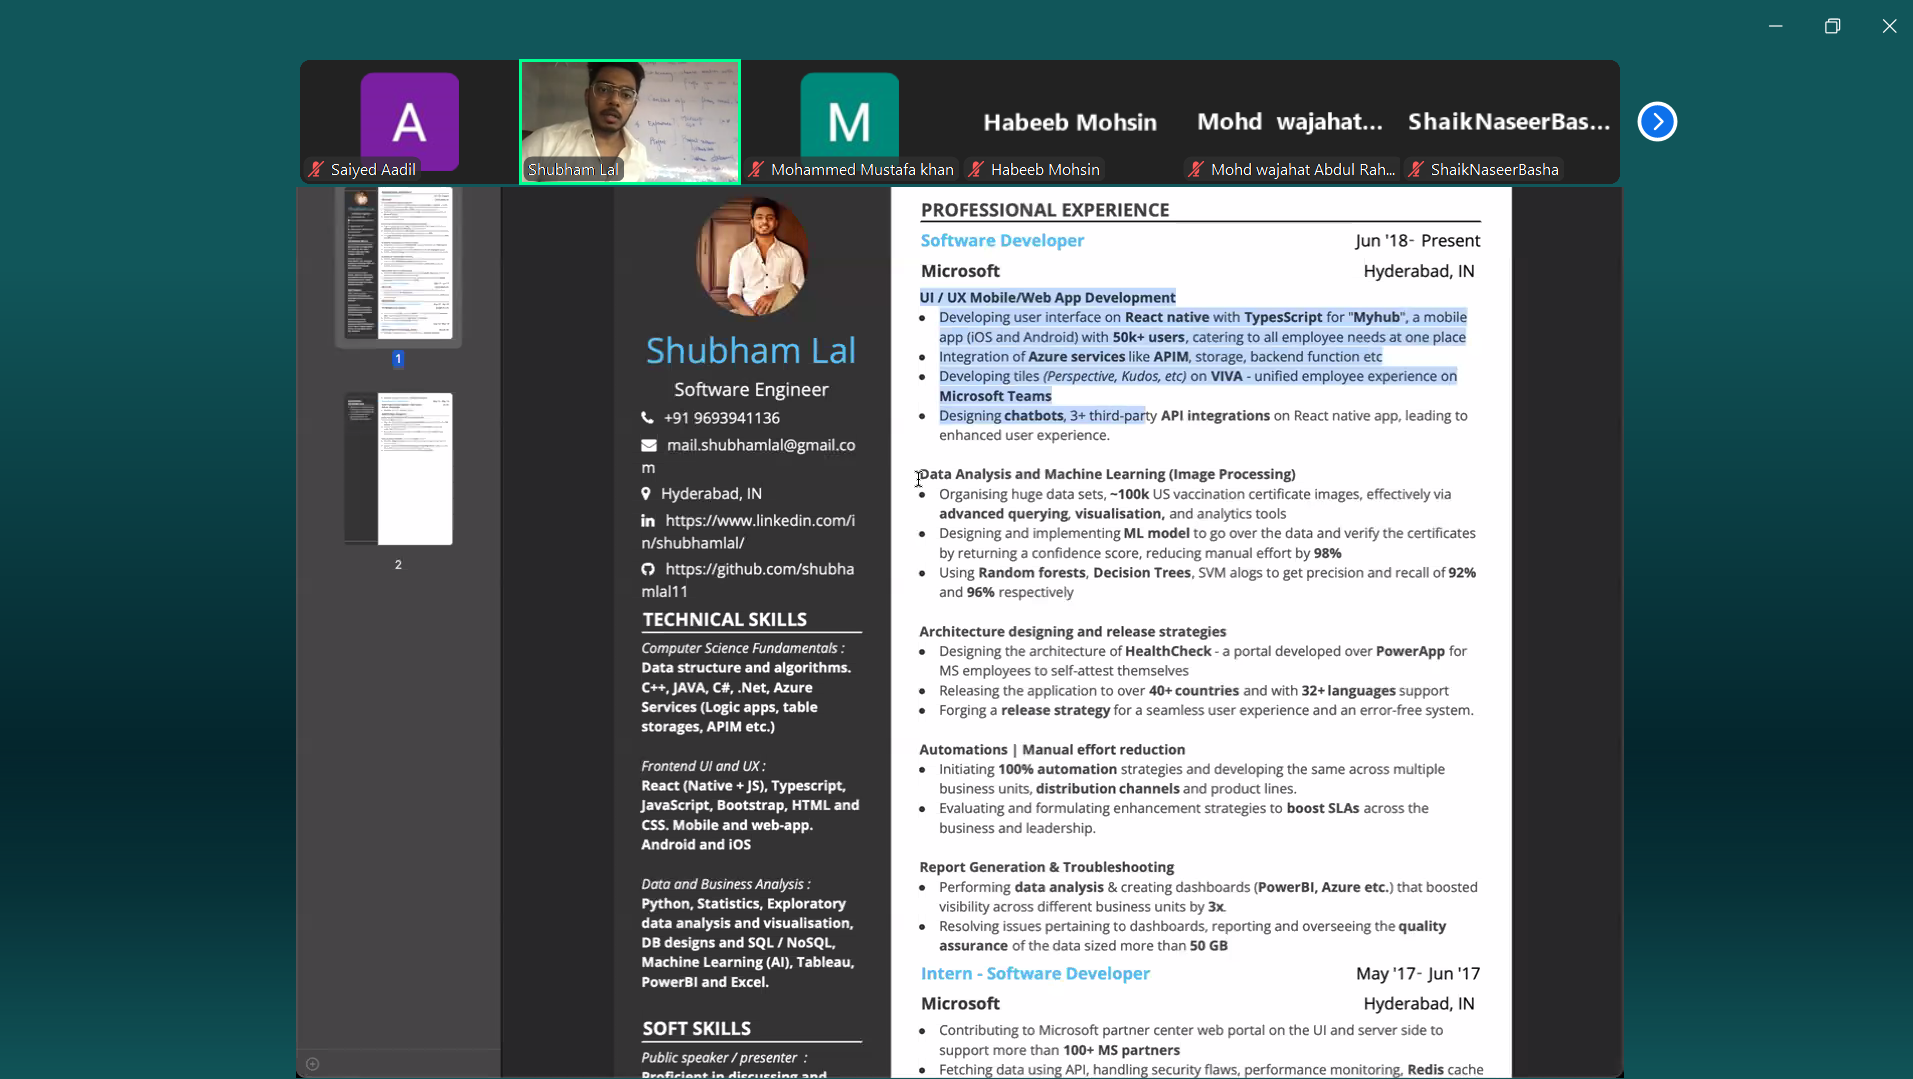 A
M
Habeeb Mohsin
Mohd wajahat...
ShaikNaseerBas...
Saiyed Aadil
Shubham Lal
Mohammed Mustafa khan
Habeeb Mohsin
Mohd wajahat Abdul Rah...
ShaikNaseerBasha
1
2
Shubham Lal
Software Engineer
+91 9693941136
mail.shubhamlal@gmail.co
m
Hyderabad, IN
https://www.linkedin.com/i
n/shubhamlal/
https://github.com/shubha
mlal11
TECHNICAL SKILLS
Computer Science Fundamentals :
Data structure and algorithms.
C++, JAVA, C#, .Net, Azure
Services (Logic apps, table
storages, APIM etc.)
Frontend UI and UX :
React (Native + JS), Typescript,
JavaScript, Bootstrap, HTML and
CSS. Mobile and web-app.
Android and iOS
Data and Business Analysis :
Python, Statistics, Exploratory
data analysis and visualisation,
DB designs and SQL / NoSQL,
Machine Learning (AI), Tableau,
PowerBI and Excel.
SOFT SKILLS
Public speaker / presenter :
Proficient in discussing and
PROFESSIONAL EXPERIENCE
Software Developer Jun '18- Present
Microsoft Hyderabad, IN
UI / UX Mobile/Web App Development
• Developing user interface on React native with TypesScript for "Myhub", a mobile
app (iOS and Android) with 50k+ users, catering to all employee needs at one place
• Integration of Azure services like APIM, storage, backend function etc
• Developing tiles (Perspective, Kudos, etc) on VIVA - unified employee experience on
Microsoft Teams
• Designing chatbots, 3+ third-party API integrations on React native app, leading to
enhanced user experience.
Data Analysis and Machine Learning (Image Processing)
• Organising huge data sets, ~100k US vaccination certificate images, effectively via
advanced querying, visualisation, and analytics tools
• Designing and implementing ML model to go over the data and verify the certificates
by returning a confidence score, reducing manual effort by 98%
• Using Random forests, Decision Trees, SVM alogs to get precision and recall of 92%
and 96% respectively
Architecture designing and release strategies
• Designing the architecture of HealthCheck - a portal developed over PowerApp for
MS employees to self-attest themselves
• Releasing the application to over 40+ countries and with 32+ languages support
• Forging a release strategy for a seamless user experience and an error-free system.
Automations | Manual effort reduction
• Initiating 100% automation strategies and developing the same across multiple
business units, distribution channels and product lines.
• Evaluating and formulating enhancement strategies to boost SLAs across the
business and leadership.
Report Generation & Troubleshooting
• Performing data analysis & creating dashboards (PowerBI, Azure etc.) that boosted
visibility across different business units by 3x.
• Resolving issues pertaining to dashboards, reporting and overseeing the quality
assurance of the data sized more than 50 GB
Intern - Software Developer May '17- Jun '17
Microsoft Hyderabad, IN
• Contributing to Microsoft partner center web portal on the UI and server side to
support more than 100+ MS partners
• Fetching data using API, handling security flaws, performance monitoring, Redis cache